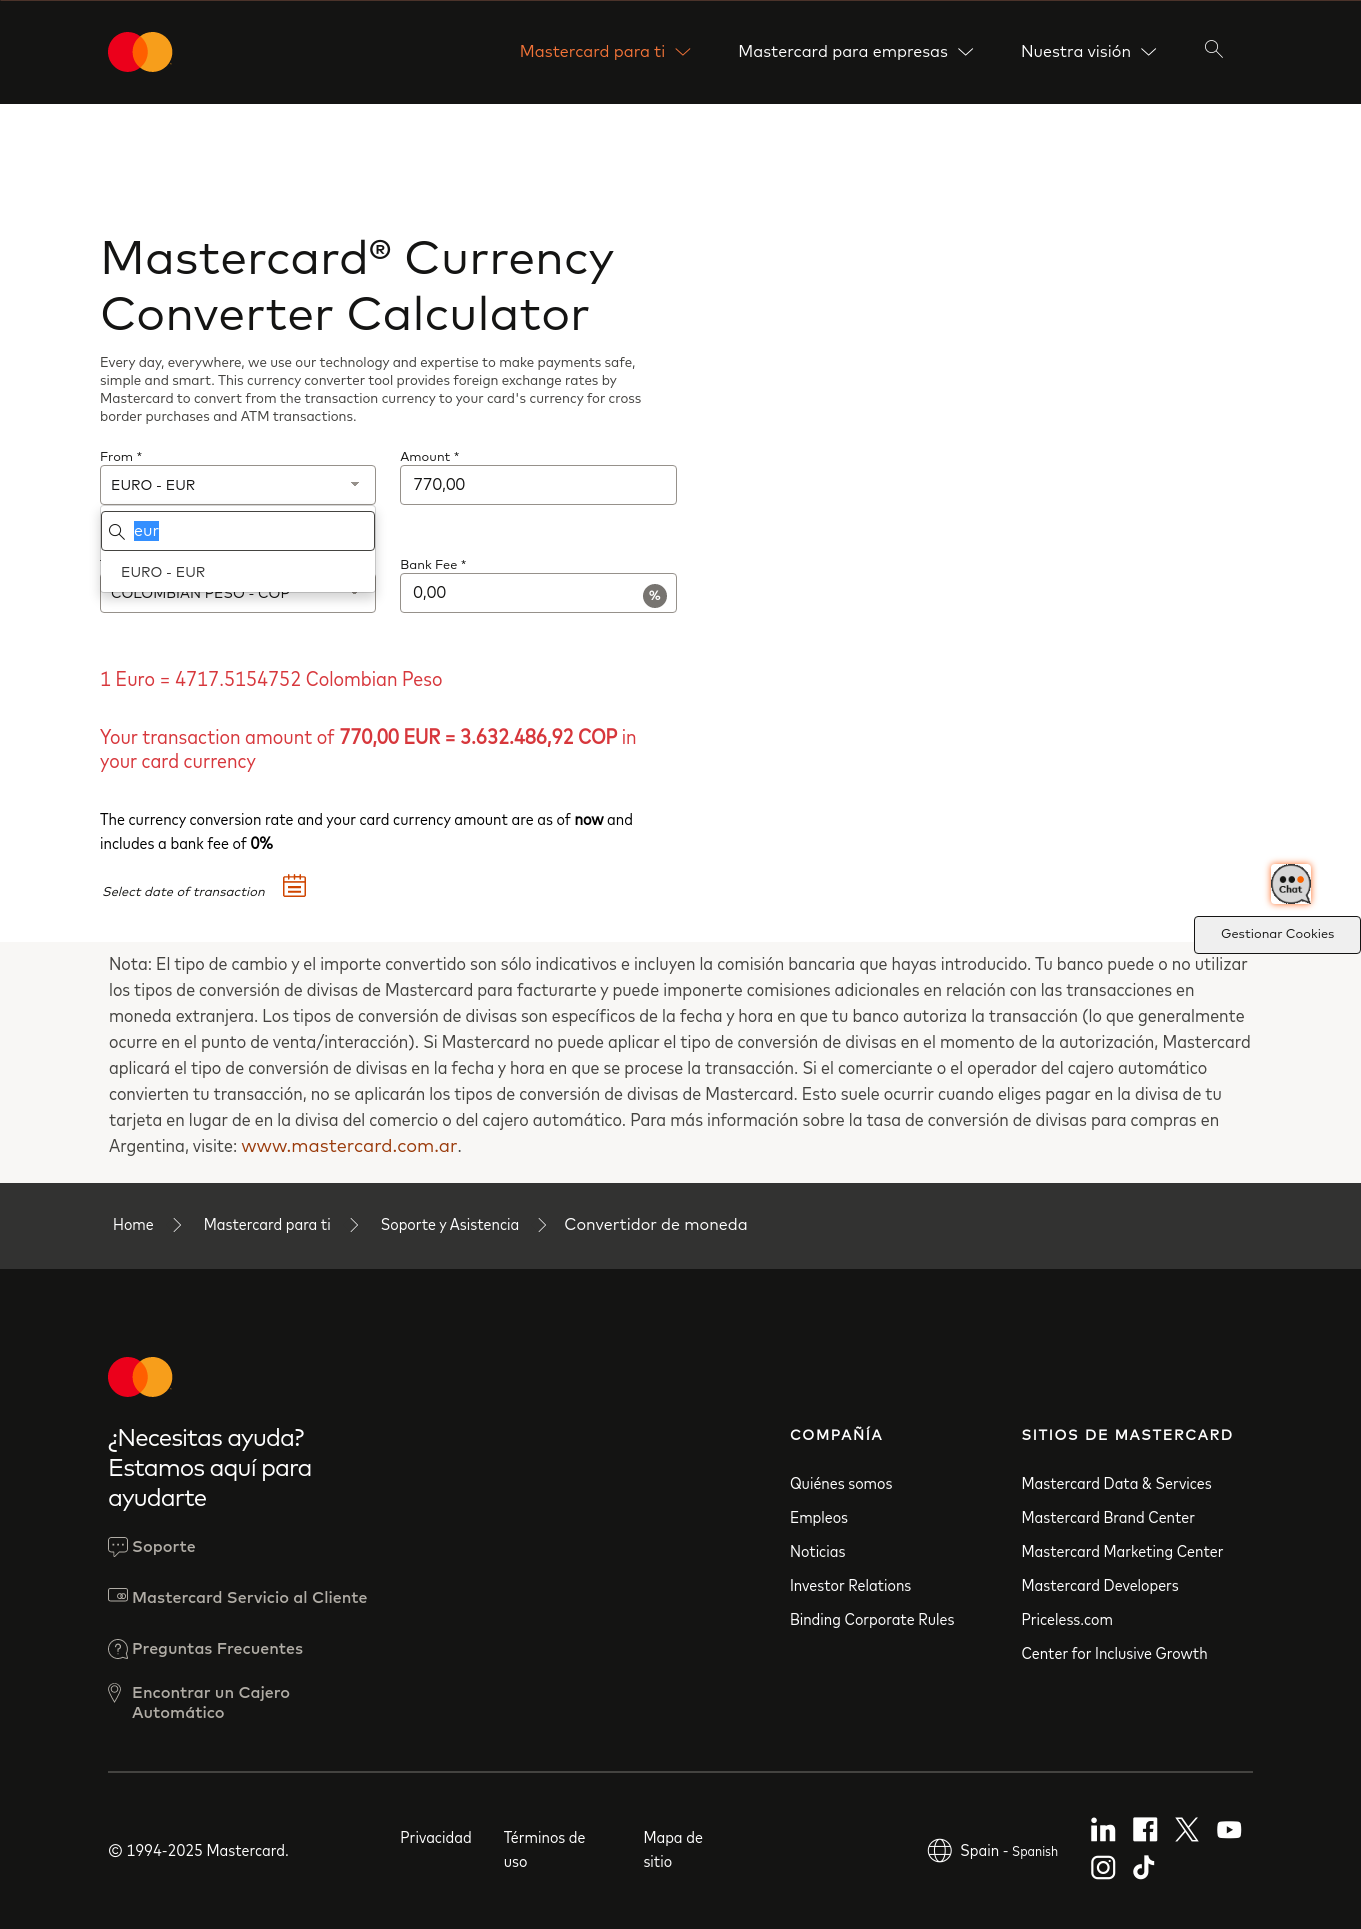 Mastercard para ti
Mastercard para empresas
Nuestra visión
Mastercard® Currency
Converter Calculator
Every day, everywhere, we use our technology and expertise to make payments safe,
simple and smart. This currency converter tool provides foreign exchange rates by
Mastercard to convert from the transaction currency to your card's currency for cross
border purchases and ATM transactions.
From *
Amount *
EURO - EUR
770,00
eur
EURO - EUR
Bank Fee *
COLOMBIAN PESO - COP
0,00
%
1 Euro = 4717.5154752 Colombian Peso
Your transaction amount of 770,00 EUR = 3.632.486,92 COP in
your card currency
The currency conversion rate and your card currency amount are as of now and
includes a bank fee of 0%
Select date of transaction
Chat
Gestionar Cookies
Nota: El tipo de cambio y el importe convertido son sólo indicativos e incluyen la comisión bancaria que hayas introducido. Tu banco puede o no utilizar
los tipos de conversión de divisas de Mastercard para facturarte y puede imponerte comisiones adicionales en relación con las transacciones en
moneda extranjera. Los tipos de conversión de divisas son específicos de la fecha y hora en que tu banco autoriza la transacción (lo que generalmente
ocurre en el punto de venta/interacción). Si Mastercard no puede aplicar el tipo de conversión de divisas en el momento de la autorización, Mastercard
aplicará el tipo de conversión de divisas en la fecha y hora en que se procese la transacción. Si el comerciante o el operador del cajero automático
convierten tu transacción, no se aplicarán los tipos de conversión de divisas de Mastercard. Esto suele ocurrir cuando eliges pagar en la divisa de tu
tarjeta en lugar de en la divisa del comercio o del cajero automático. Para más información sobre la tasa de conversión de divisas para compras en
Argentina, visite: www.mastercard.com.ar.
Home
Mastercard para ti
Soporte y Asistencia
Convertidor de moneda
¿Necesitas ayuda?
Estamos aquí para
ayudarte
Soporte
Mastercard Servicio al Cliente
Preguntas Frecuentes
Encontrar un Cajero
Automático
COMPAÑÍA
Quiénes somos
Empleos
Noticias
Investor Relations
Binding Corporate Rules
SITIOS DE MASTERCARD
Mastercard Data & Services
Mastercard Brand Center
Mastercard Marketing Center
Mastercard Developers
Priceless.com
Center for Inclusive Growth
© 1994-2025 Mastercard.
Privacidad
Términos de
uso
Mapa de
sitio
Spain - Spanish